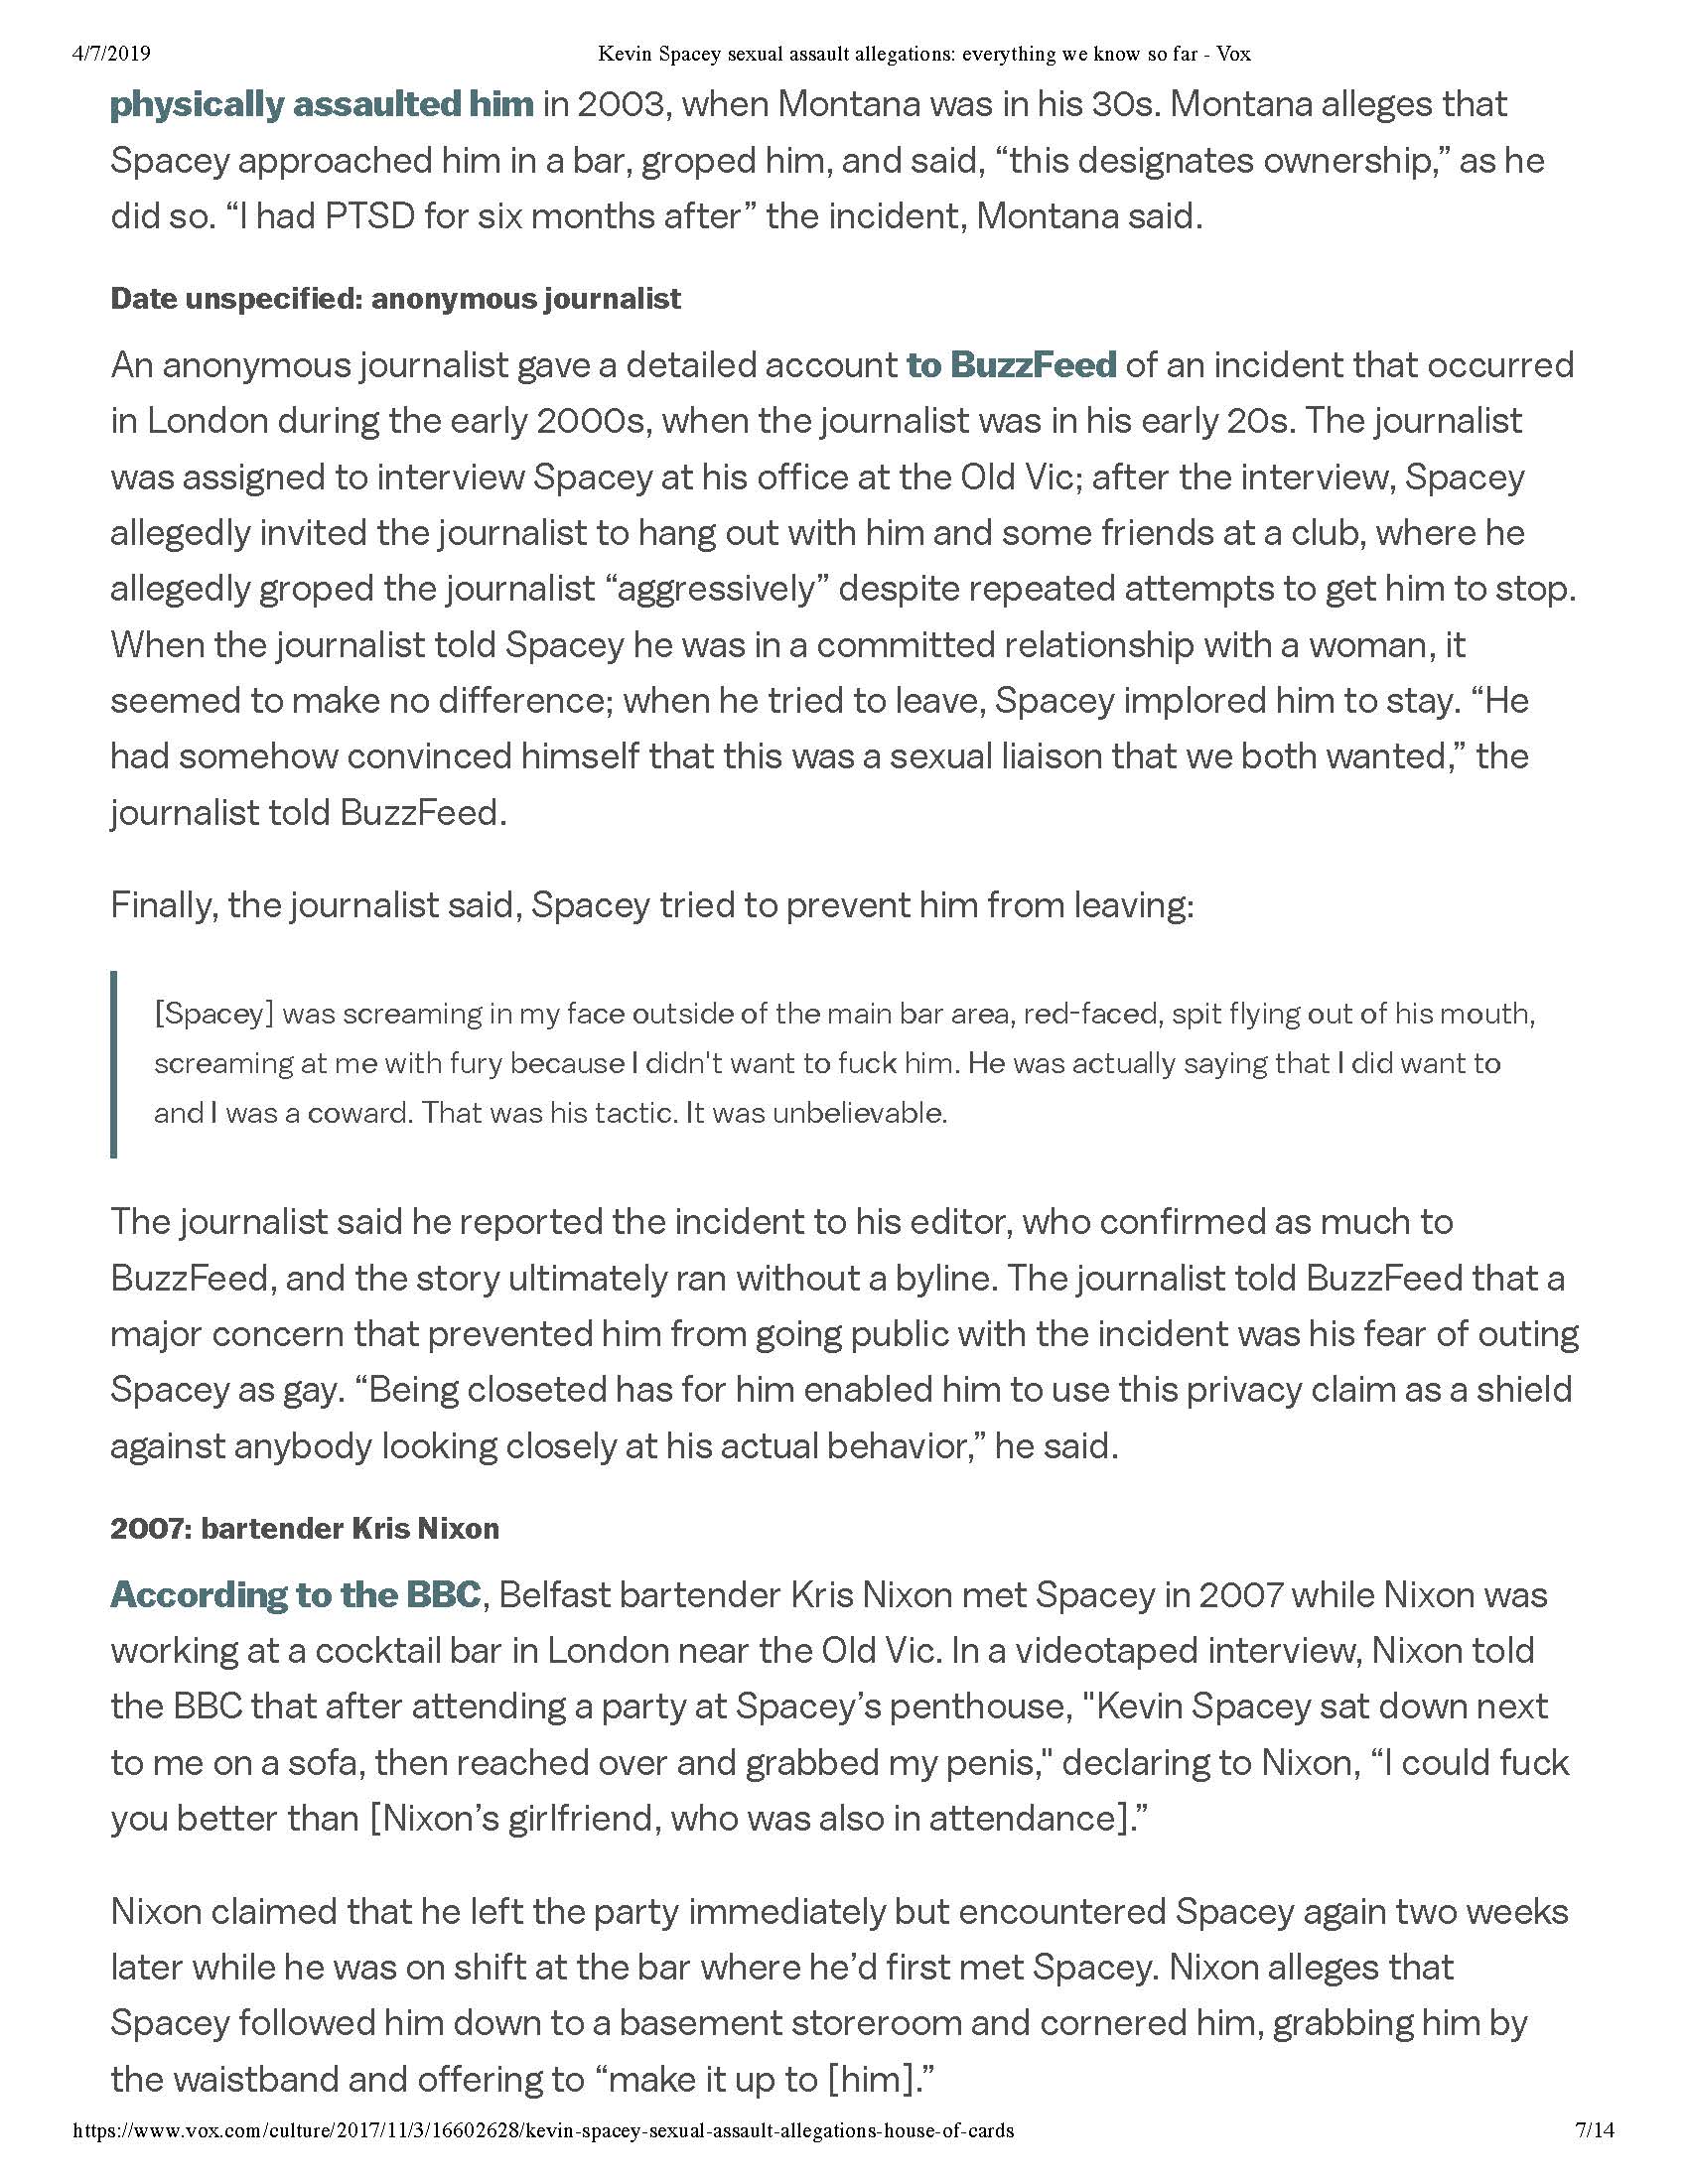 4/7/2019 Kevin Spacey sexual assault allegations: everything we know so far - Vox
physically assaulted him in 2003, when Montana was in his 30s. Montana alleges that
Spacey approached him in a bar, groped him, and said, “this designates ownership,” as he
did so. “I had PTSD for six months after” the incident, Montana said.
Date unspecified: anonymous journalist
An anonymous journalist gave a detailed account to BuzzFeed of an incident that occurred
in London during the early 2000s, when the journalist was in his early 20s. The journalist
was assigned to interview Spacey at his office at the Old Vic; after the interview, Spacey
allegedly invited the journalist to hang out with him and some friends at a club, where he
allegedly groped the journalist “aggressively” despite repeated attempts to get him to stop.
When the journalist told Spacey he was in a committed relationship with a woman, it
seemed to make no difference; when he tried to leave, Spacey implored him to stay. “He
had somehow convinced himself that this was a sexual liaison that we both wanted,” the
journalist told BuzzFeed.
Finally, the journalist said, Spacey tried to prevent him from leaving:
[Spacey] was screaming in my face outside of the main bar area, red-faced, spit flying out of his mouth,
screaming at me with fury because I didn't want to fuck him. He was actually saying that I did want to
and I was a coward. That was his tactic. It was unbelievable.
The journalist said he reported the incident to his editor, who confirmed as much to
BuzzFeed, and the story ultimately ran without a byline. The journalist told BuzzFeed that a
major concern that prevented him from going public with the incident was his fear of outing
Spacey as gay. “Being closeted has for him enabled him to use this privacy claim as a shield
against anybody looking closely at his actual behavior,” he said.
2007: bartender Kris Nixon
According to the BBC, Belfast bartender Kris Nixon met Spacey in 2007 while Nixon was
working at a cocktail bar in London near the Old Vic. In a videotaped interview, Nixon told
the BBC that after attending a party at Spacey’s penthouse, "Kevin Spacey sat down next
to me on a sofa, then reached over and grabbed my penis," declaring to Nixon, “I could fuck
you better than [Nixon’s girlfriend, who was also in attendance].”
Nixon claimed that he left the party immediately but encountered Spacey again two weeks
later while he was on shift at the bar where he’d first met Spacey. Nixon alleges that
Spacey followed him down to a basement storeroom and cornered him, grabbing him by
the waistband and offering to “make it up to [him].”
https://www.vox.com/culture/2017/11/3/16602628/kevin-spacey-sexual-assault-allegations-house-of-cards 7/14